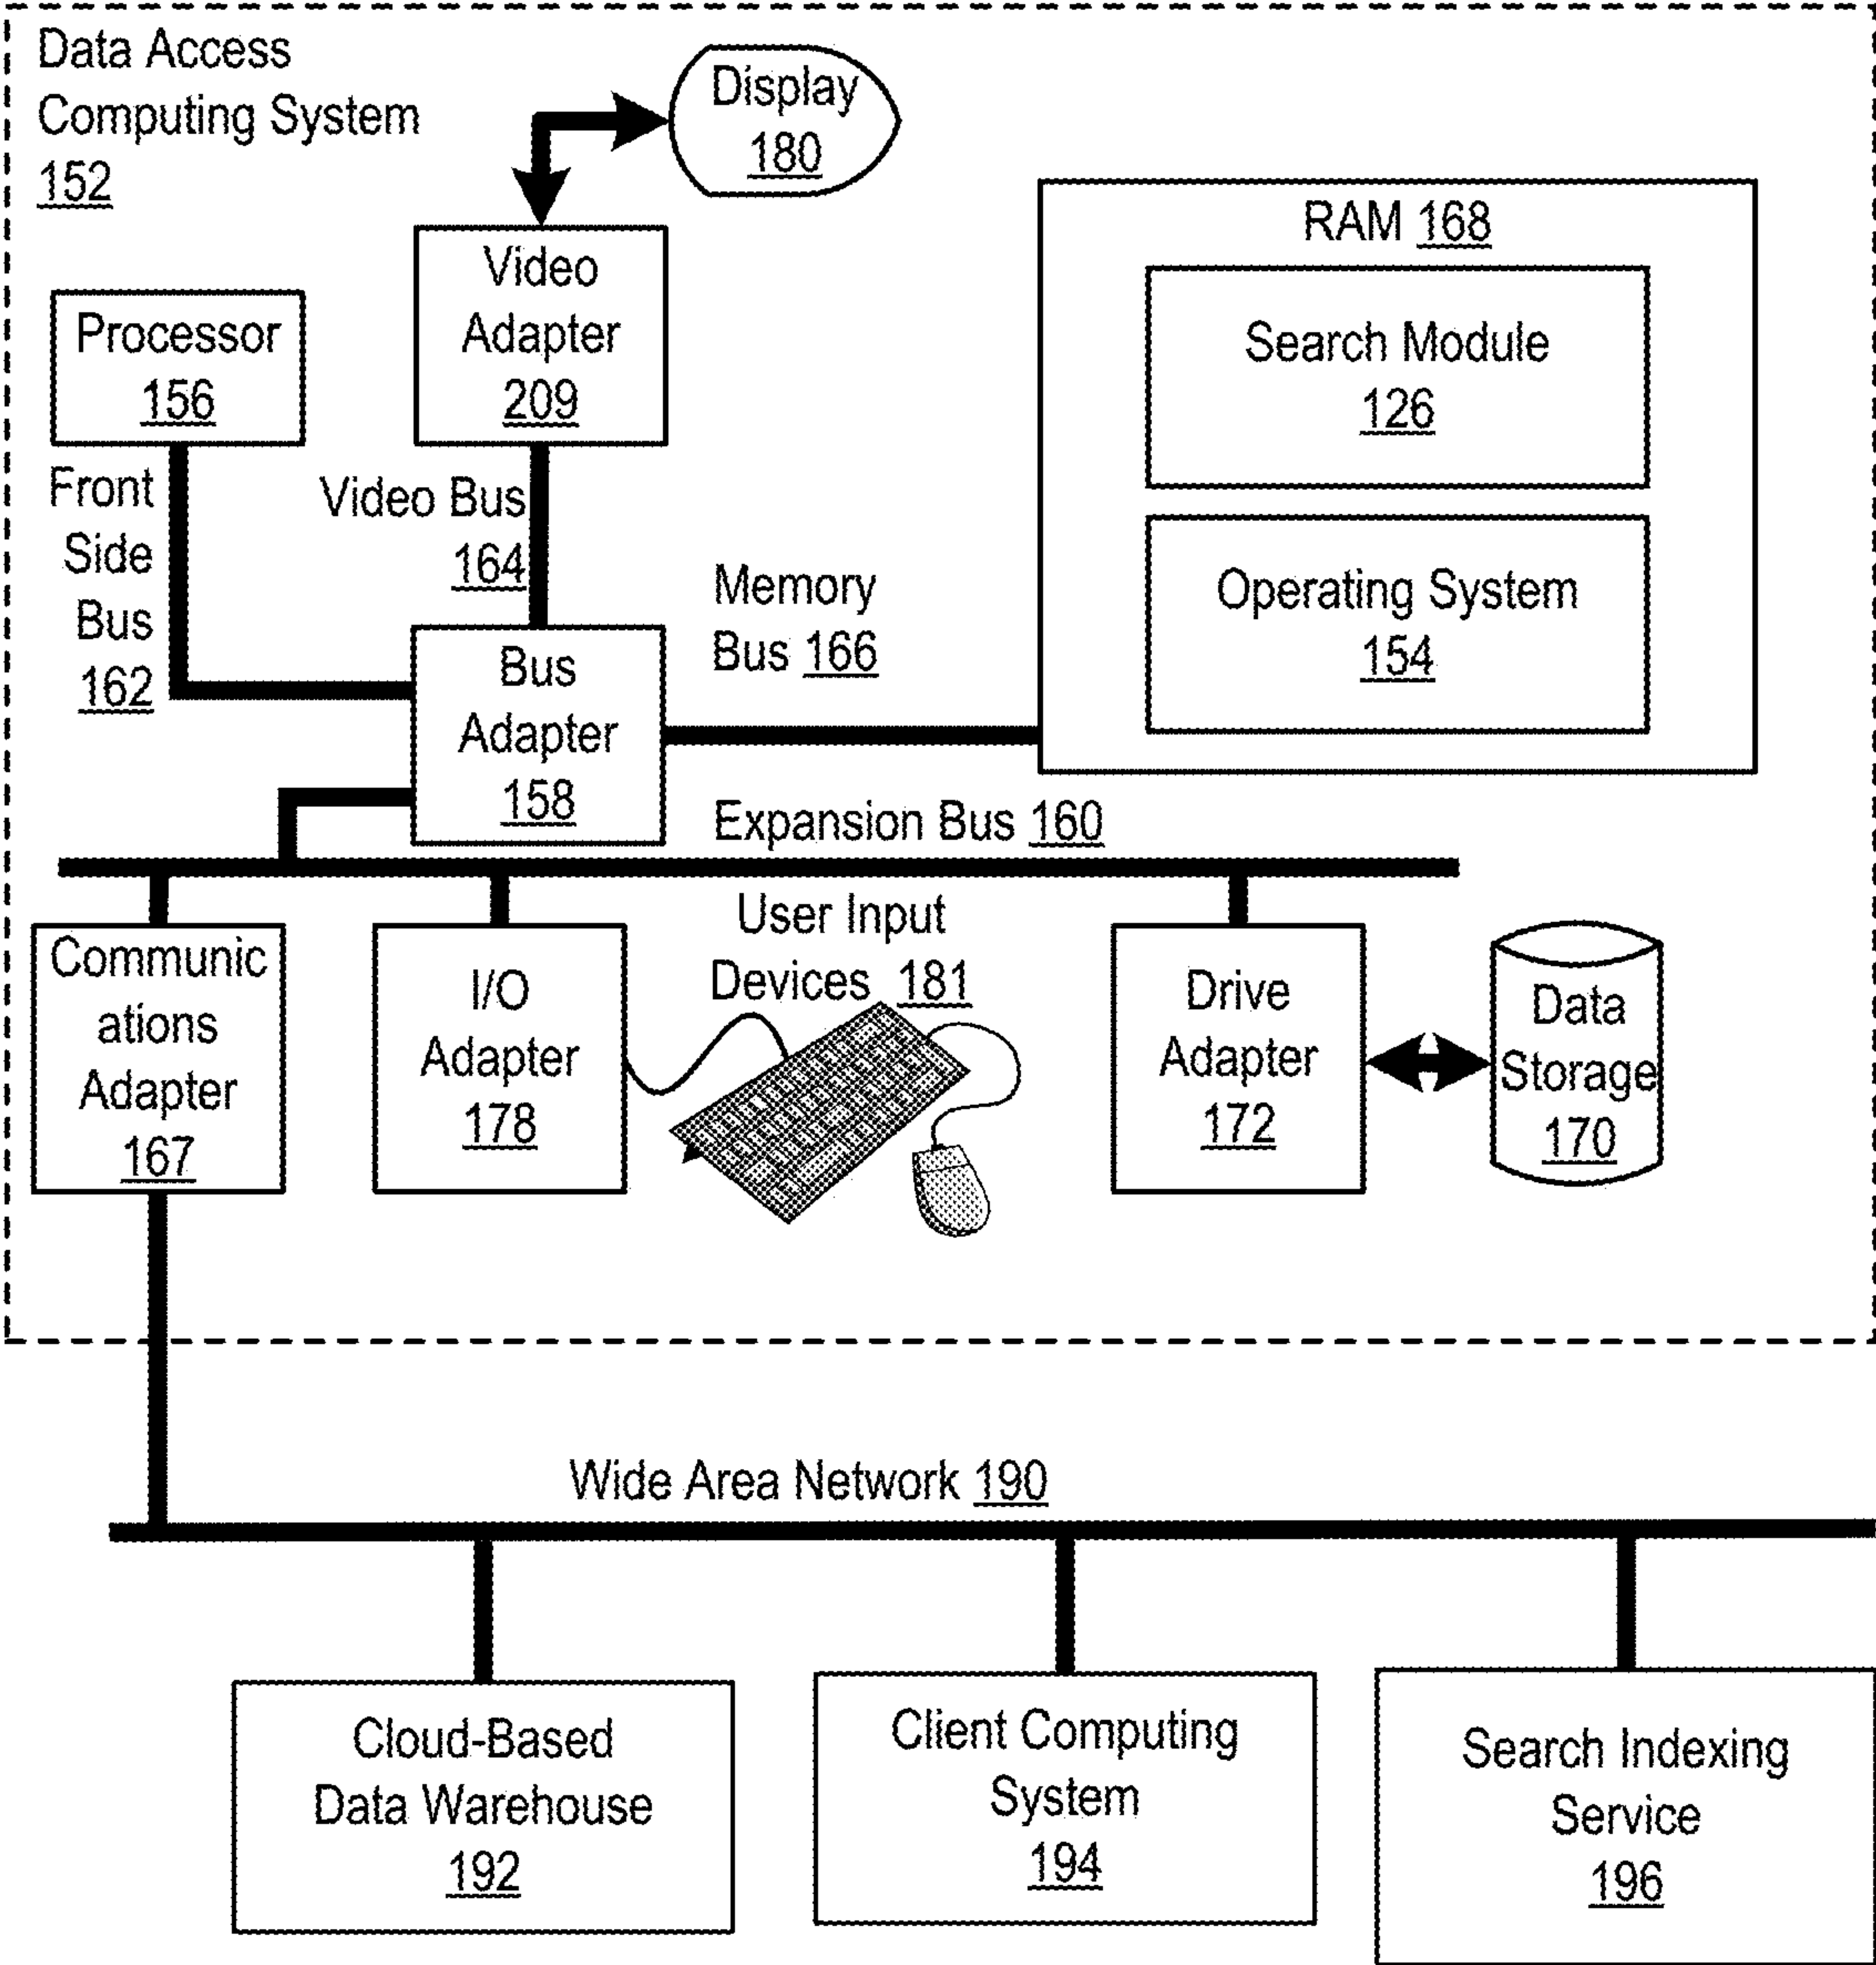 Data Access
Computing System
152
Display
180
Video
Adapter
209
Processor
156
RAM 168
Search Module
126
Operating System
154
Front
Side
Bus
162
Video Bus
164
Memory
Bus 166
Bus
Adapter
158
Expansion Bus 160
Communic
ations
Adapter
167
I/O
Adapter
178
User Input
Devices 181
Drive
Adapter
172
Data
Storage
170
Wide Area Network 190
Cloud-Based
Data Warehouse
192
Client Computing
System
194
Search Indexing
Service
196